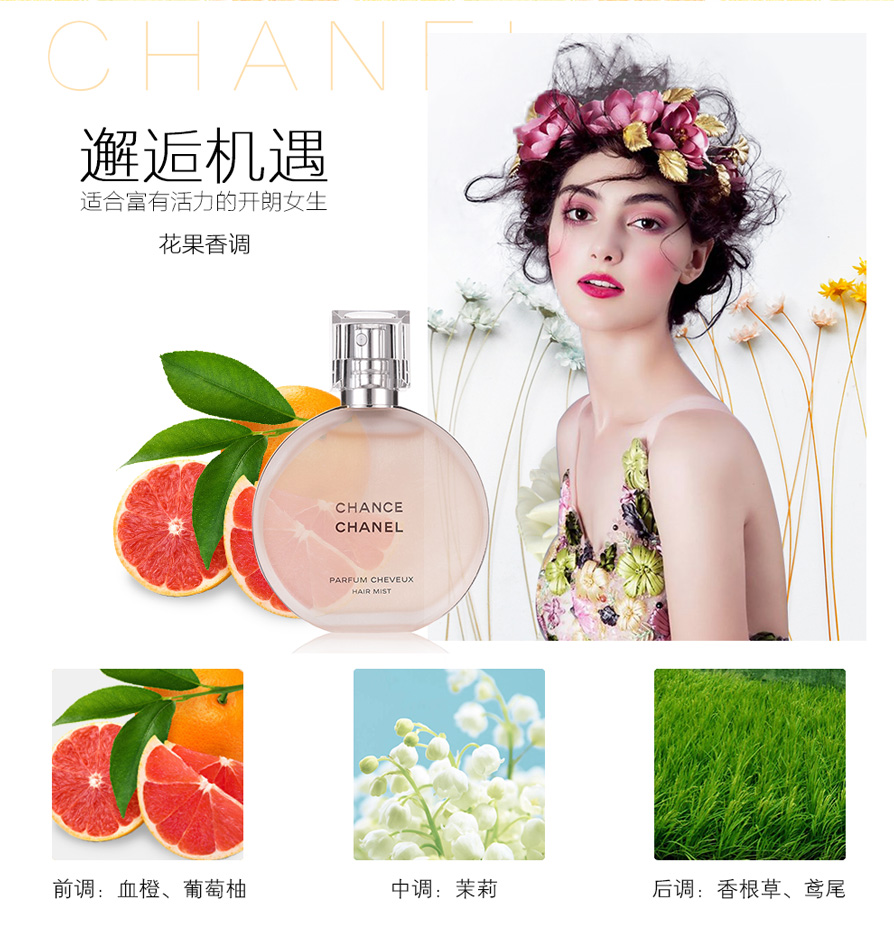 CHANEL
邂逅机遇
适合富有活力的开朗女生
花果香调
CHANCE
CHANEL
PARFUM CHEVEUX
HAIR MIST
前调：血橙、葡萄柚
中调：茉莉
后调：香根草、鸢尾